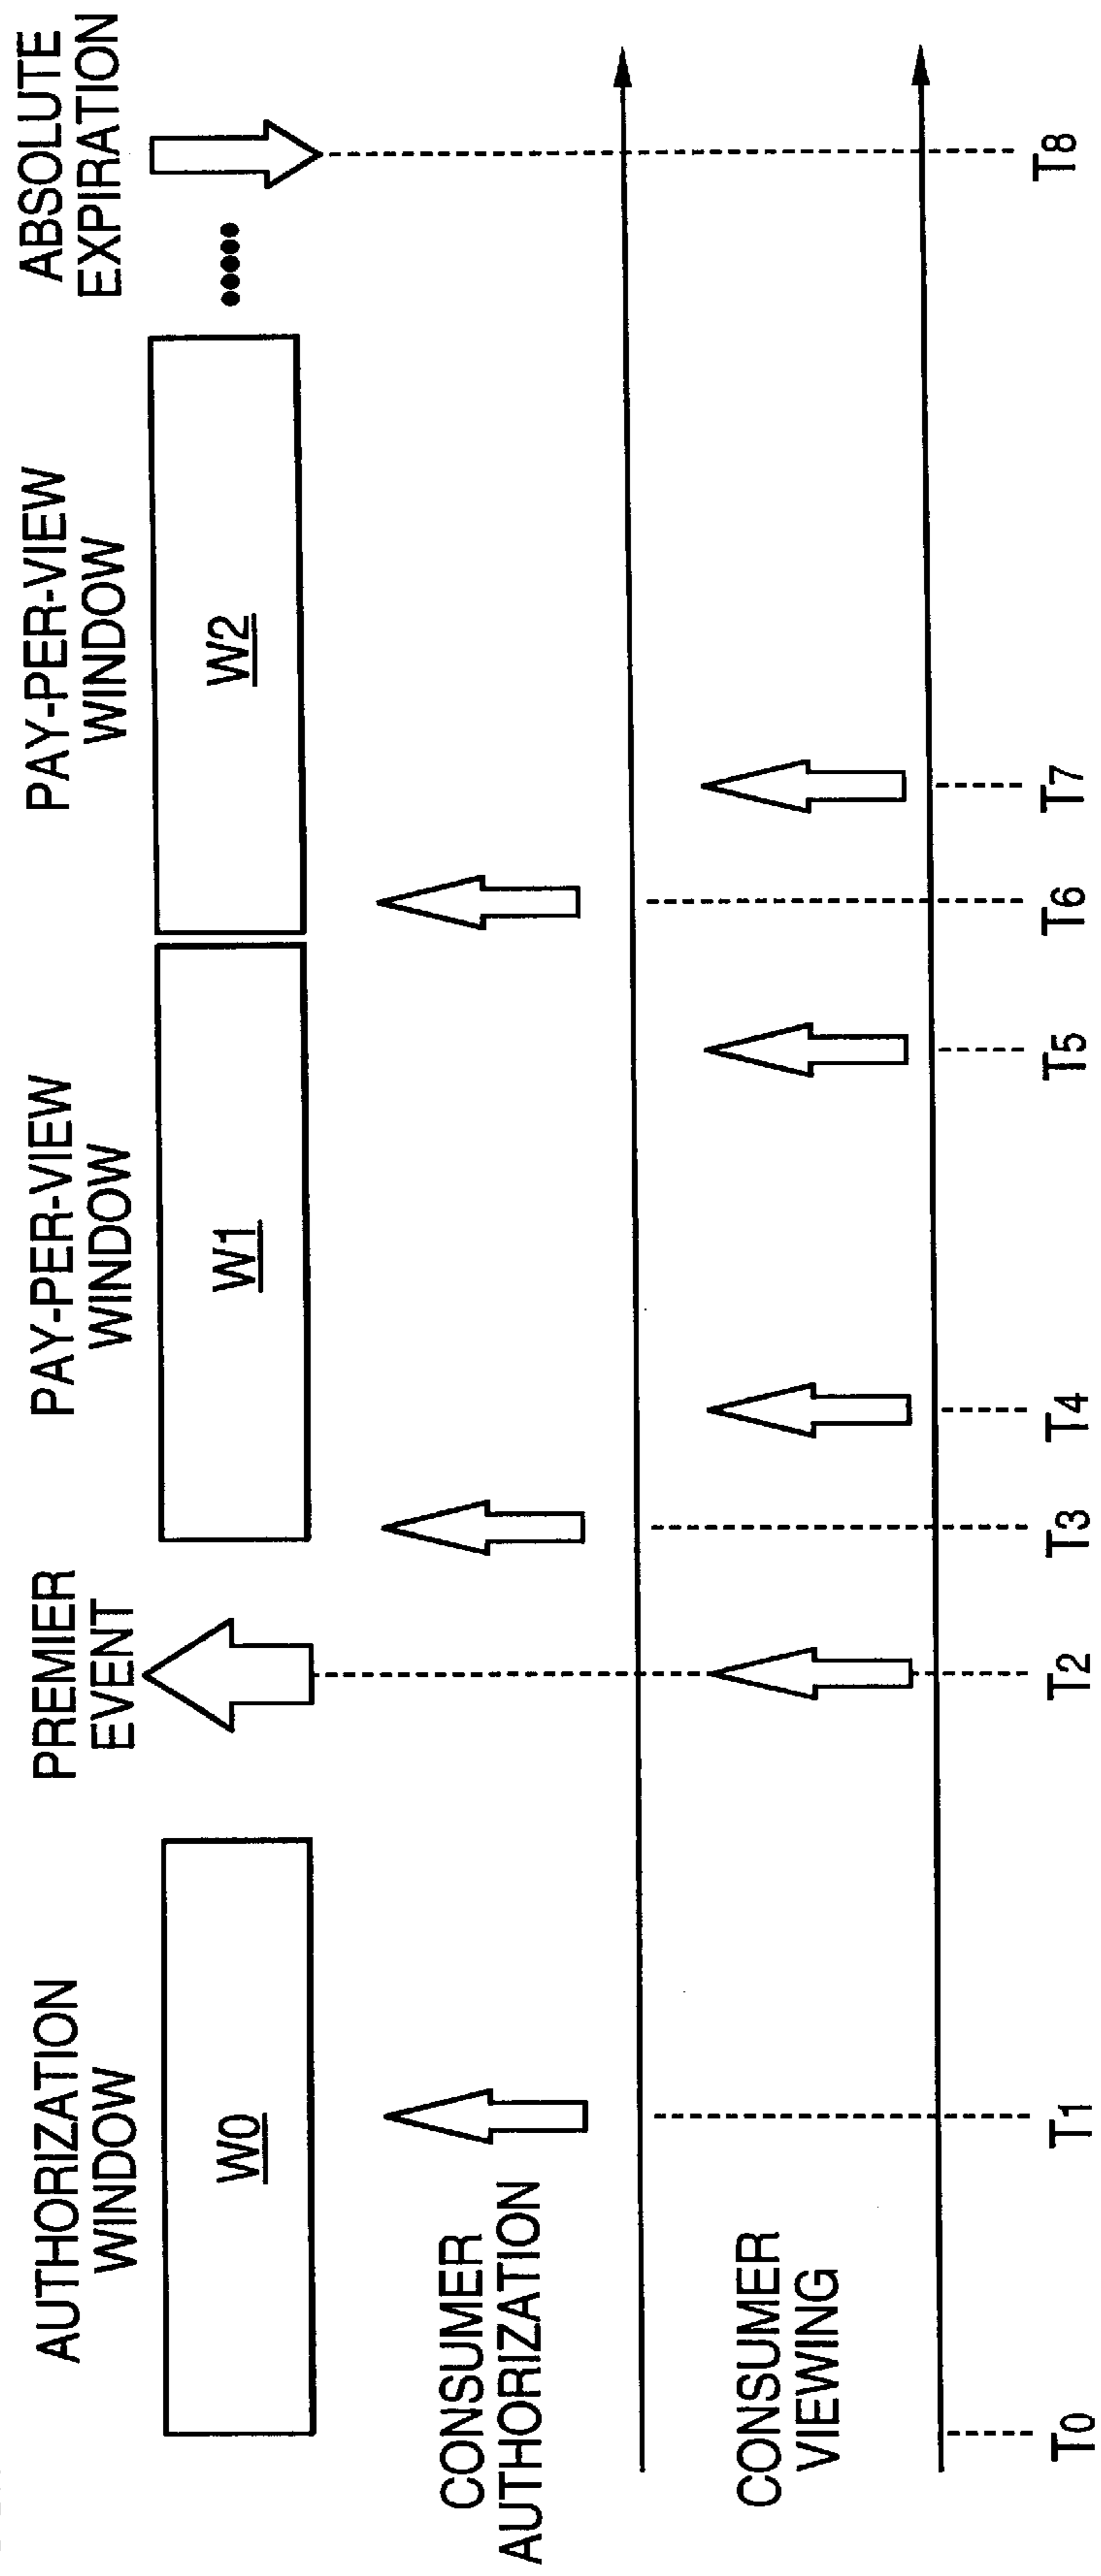 AUTHORIZATION
WINDOW
PREMIER
EVENT
PAY-PER-VIEW
WINDOW
PAY-PER-VIEW
WINDOW
ABSOLUTE
EXPIRATION
W0
W1
W2
CONSUMER
AUTHORIZATION
CONSUMER
VIEWING
T0
T1
T2
T3
T4
T5
T6
T7
T8